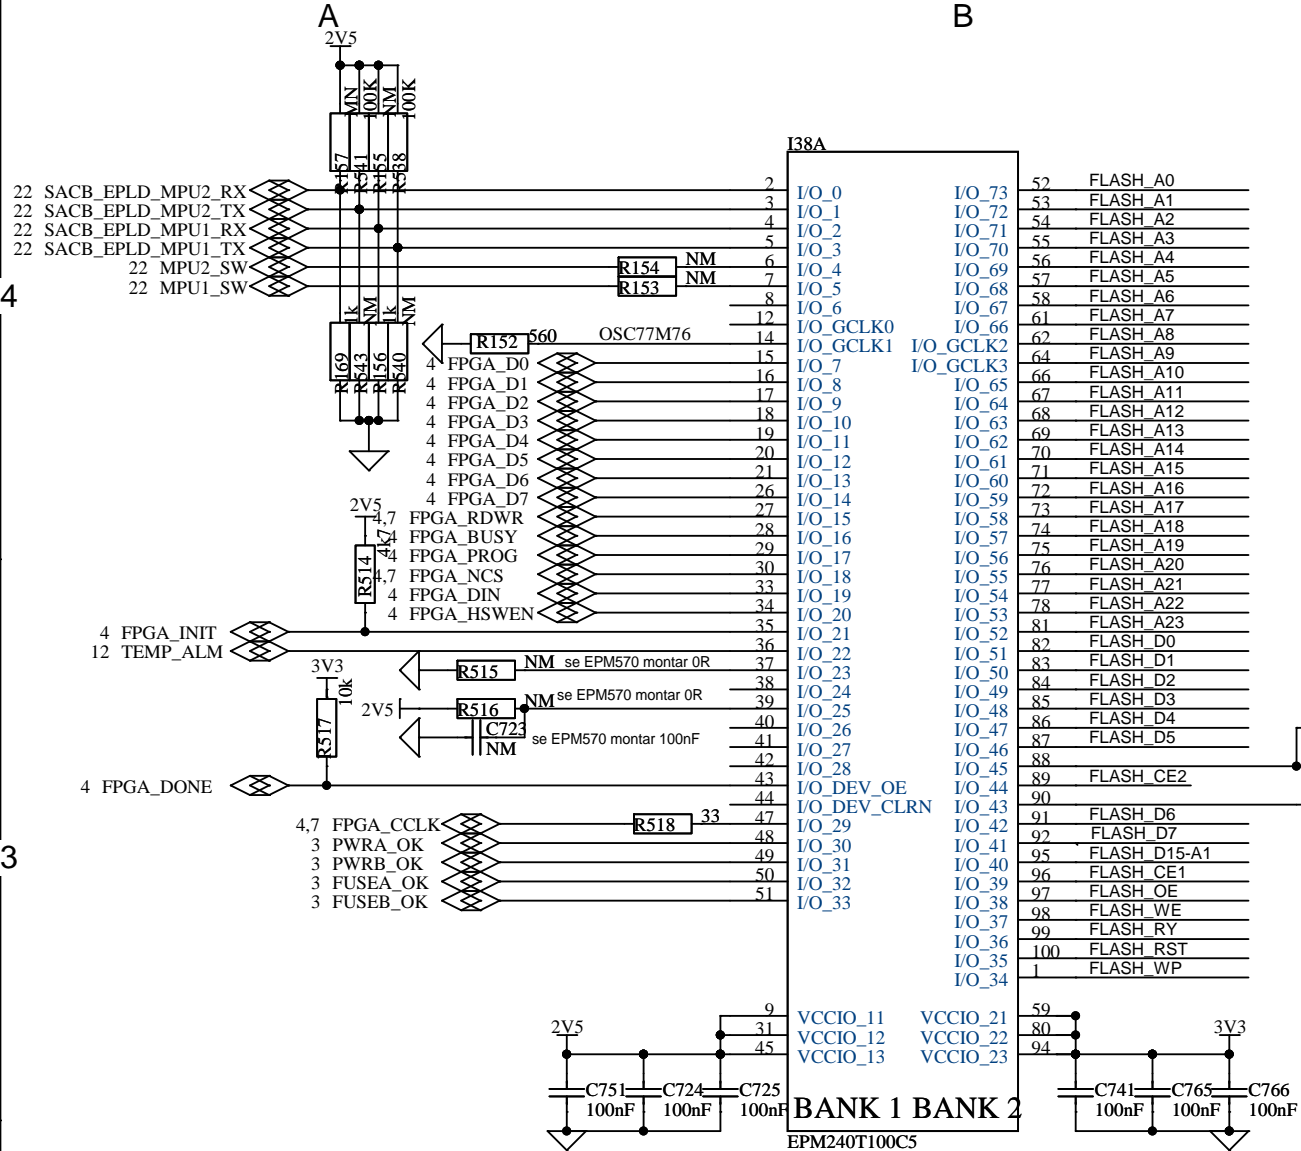 A
B
2V5
MN
100K
NM
100K
R157
R541
R155
R538
I38A
22 SACB_EPLD_MPU2_RX
22 SACB_EPLD_MPU2_TX
22 SACB_EPLD_MPU1_RX
22 SACB_EPLD_MPU1_TX
22 MPU2_SW
22 MPU1_SW
R154 NM
R153 NM
4
1k
NM
1k
NM
R169
R543
R156
R540
R152 560 OSC77M76
4 FPGA_D0
4 FPGA_D1
4 FPGA_D2
4 FPGA_D3
4 FPGA_D4
4 FPGA_D5
4 FPGA_D6
4 FPGA_D7
4,7 FPGA_RDWR
4 FPGA_BUSY
4 FPGA_PROG
4,7 FPGA_NCS
4 FPGA_DIN
4 FPGA_HSWEN
2V5
4k7
R514
4 FPGA_INIT
12 TEMP_ALM
3V3
10k
R517
R515 NM se EPM570 montar 0R
2V5 R516 NM se EPM570 montar 0R
C723
NM se EPM570 montar 100nF
4 FPGA_DONE
4,7 FPGA_CCLK R518 33
3 PWRA_OK
3 PWRB_OK
3 FUSEA_OK
3 FUSEB_OK
3
2 I/O_0
3 I/O_1
4 I/O_2
5 I/O_3
6 I/O_4
7 I/O_5
8 I/O_6
12 I/O_GCLK0
14 I/O_GCLK1
15 I/O_7
16 I/O_8
17 I/O_9
18 I/O_10
19 I/O_11
20 I/O_12
21 I/O_13
26 I/O_14
27 I/O_15
28 I/O_16
29 I/O_17
30 I/O_18
33 I/O_19
34 I/O_20
35 I/O_21
36 I/O_22
37 I/O_23
38 I/O_24
39 I/O_25
40 I/O_26
41 I/O_27
42 I/O_28
43 I/O_DEV_OE
44 I/O_DEV_CLRN
47 I/O_29
48 I/O_30
49 I/O_31
50 I/O_32
51 I/O_33
9 VCCIO_11
31 VCCIO_12
45 VCCIO_13
I/O_73 52 FLASH_A0
I/O_72 53 FLASH_A1
I/O_71 54 FLASH_A2
I/O_70 55 FLASH_A3
I/O_69 56 FLASH_A4
I/O_68 57 FLASH_A5
I/O_67 58 FLASH_A6
I/O_66 61 FLASH_A7
I/O_GCLK2 62 FLASH_A8
I/O_GCLK3 64 FLASH_A9
I/O_65 66 FLASH_A10
I/O_64 67 FLASH_A11
I/O_63 68 FLASH_A12
I/O_62 69 FLASH_A13
I/O_61 70 FLASH_A14
I/O_60 71 FLASH_A15
I/O_59 72 FLASH_A16
I/O_58 73 FLASH_A17
I/O_57 74 FLASH_A18
I/O_56 75 FLASH_A19
I/O_55 76 FLASH_A20
I/O_54 77 FLASH_A21
I/O_53 78 FLASH_A22
I/O_52 81 FLASH_A23
I/O_51 82 FLASH_D0
I/O_50 83 FLASH_D1
I/O_49 84 FLASH_D2
I/O_48 85 FLASH_D3
I/O_47 86 FLASH_D4
I/O_46 87 FLASH_D5
I/O_45 88
I/O_44 89 FLASH_CE2
I/O_43 90
I/O_42 91 FLASH_D6
I/O_41 92 FLASH_D7
I/O_40 95 FLASH_D15-A1
I/O_39 96 FLASH_CE1
I/O_38 97 FLASH_OE
I/O_37 98 FLASH_WE
I/O_36 99 FLASH_RY
I/O_35 100 FLASH_RST
I/O_34 1 FLASH_WP
VCCIO_21 59
VCCIO_22 80
VCCIO_23 94
2V5
C751 100nF
C724 100nF
C725 100nF
BANK 1 BANK 2
3V3
C741 100nF
C765 100nF
C766 100nF
EPM240T100C5